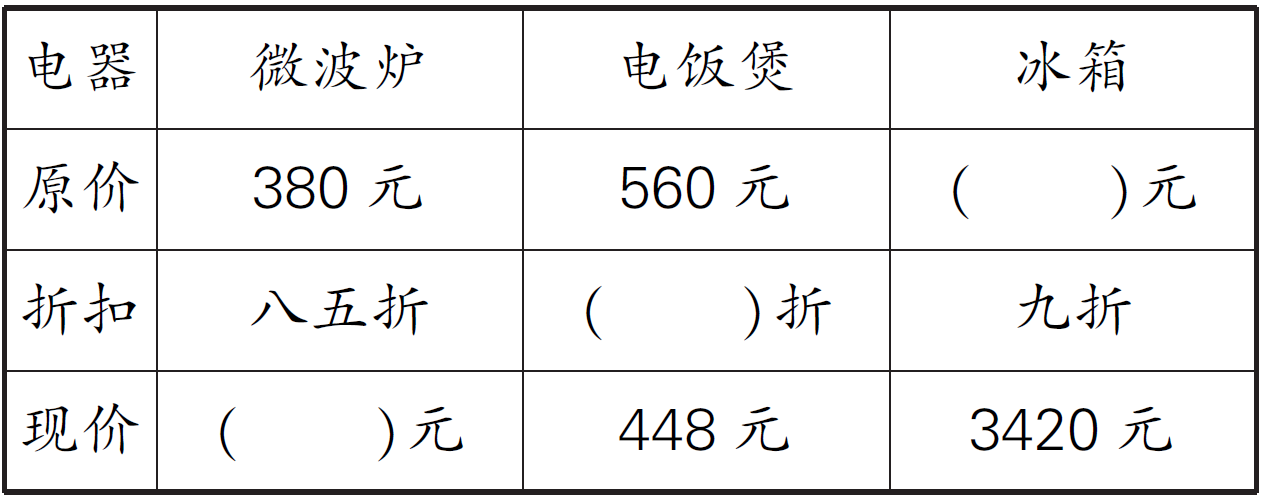 电器 微波炉 电饭煲 冰箱
原价 380 元 560 元 ( )元
折扣 八五折 ( )折 九折
现价 ( )元 448 元 3420 元